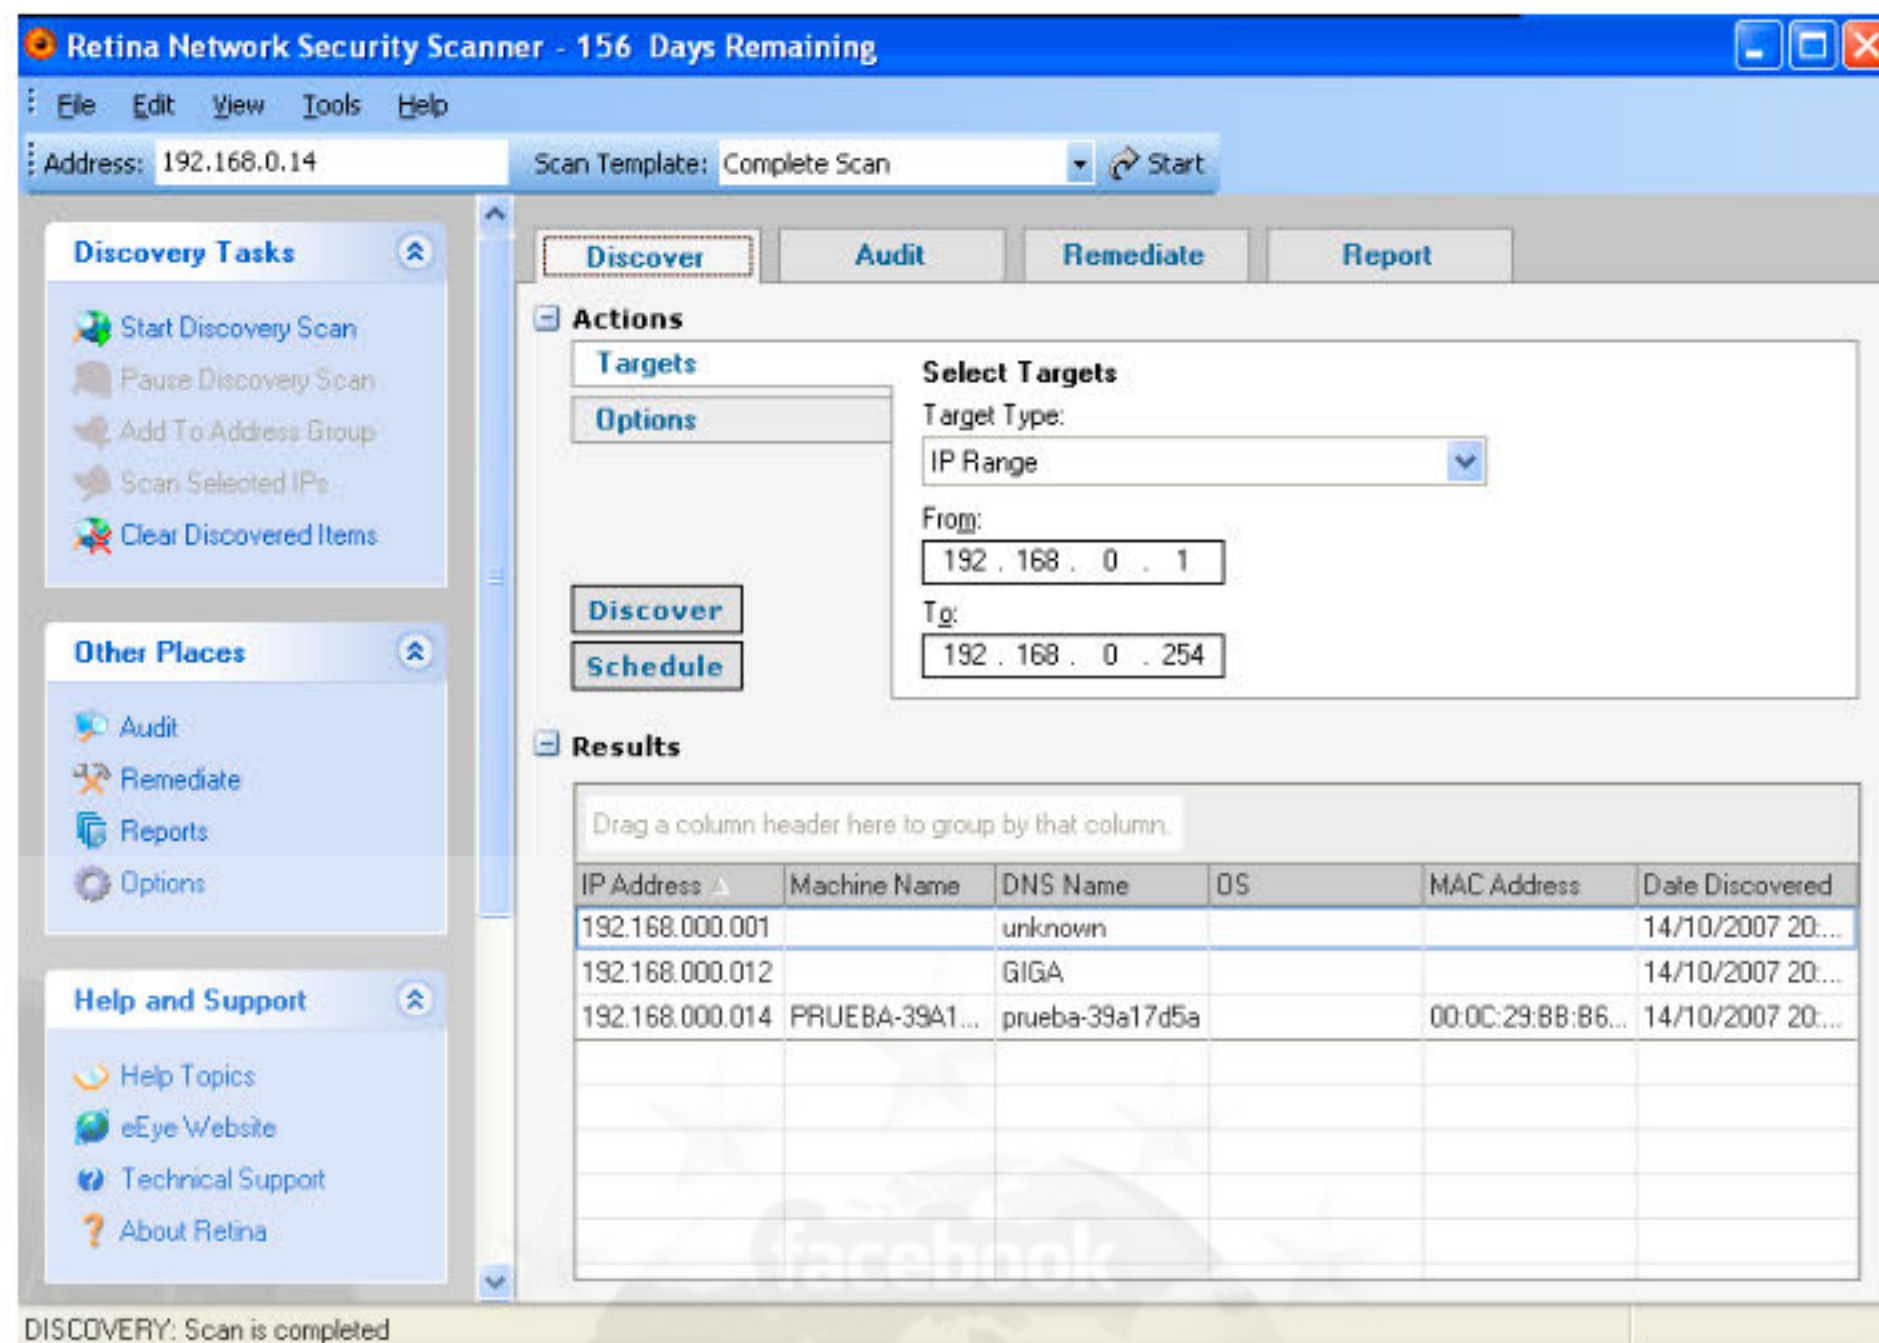 Retina Network Security Scanner - 156 Days Remaining
File Edit View Tools Help
Address: 192.168.0.14 Scan Template: Complete Scan Start
Discovery Tasks
Start Discovery Scan
Pause Discovery Scan
Add To Address Group
Scan Selected IPs
Clear Discovered Items
Other Places
Audit
Remediate
Reports
Options
Help and Support
Help Topics
eEye Website
Technical Support
About Retina
Discover Audit Remediate Report
Actions
Targets
Options
Discover
Schedule
Select Targets
Target Type:
IP Range
From:
192 . 168 . 0 . 1
To:
192 . 168 . 0 . 254
Results
Drag a column header here to group by that column.
IP Address Machine Name DNS Name OS MAC Address Date Discovered
192.168.000.001 unknown 14/10/2007 20:...
192.168.000.012 GIGA 14/10/2007 20:...
192.168.000.014 PRUEBA-39A1... prueba-39a17d5a 00:0C:29:BB:B6... 14/10/2007 20:...
facebook
DISCOVERY: Scan is completed